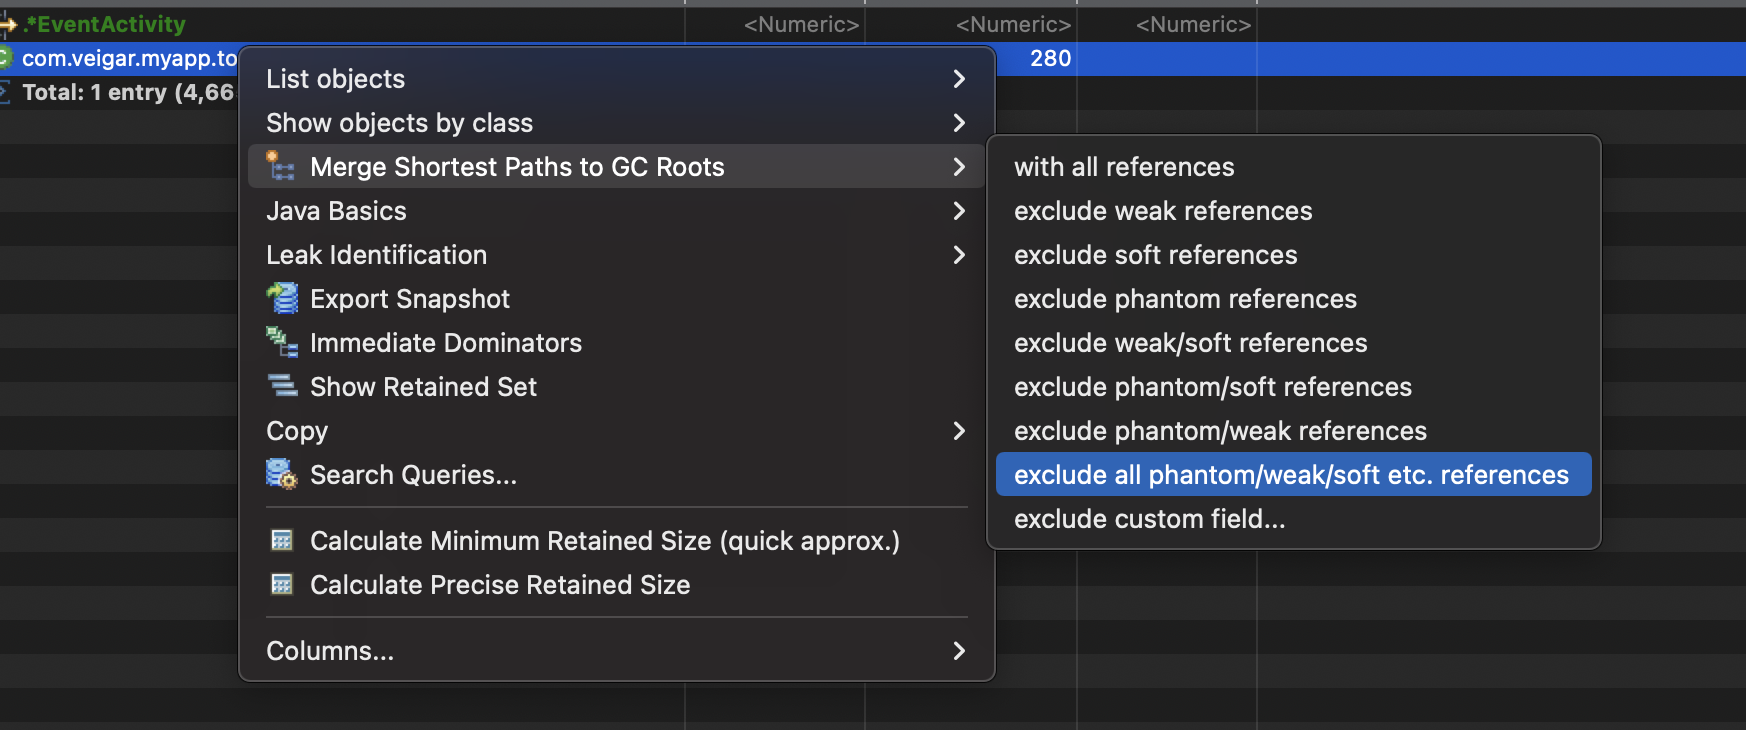 .*EventActivity <Numeric> <Numeric> <Numeric>
com.veigar.myapp.to 280
Total: 1 entry (4,66
List objects
Show objects by class
Merge Shortest Paths to GC Roots
Java Basics
Leak Identification
Export Snapshot
Immediate Dominators
Show Retained Set
Copy
Search Queries...
Calculate Minimum Retained Size (quick approx.)
Calculate Precise Retained Size
Columns...
with all references
exclude weak references
exclude soft references
exclude phantom references
exclude weak/soft references
exclude phantom/soft references
exclude phantom/weak references
exclude all phantom/weak/soft etc. references
exclude custom field...